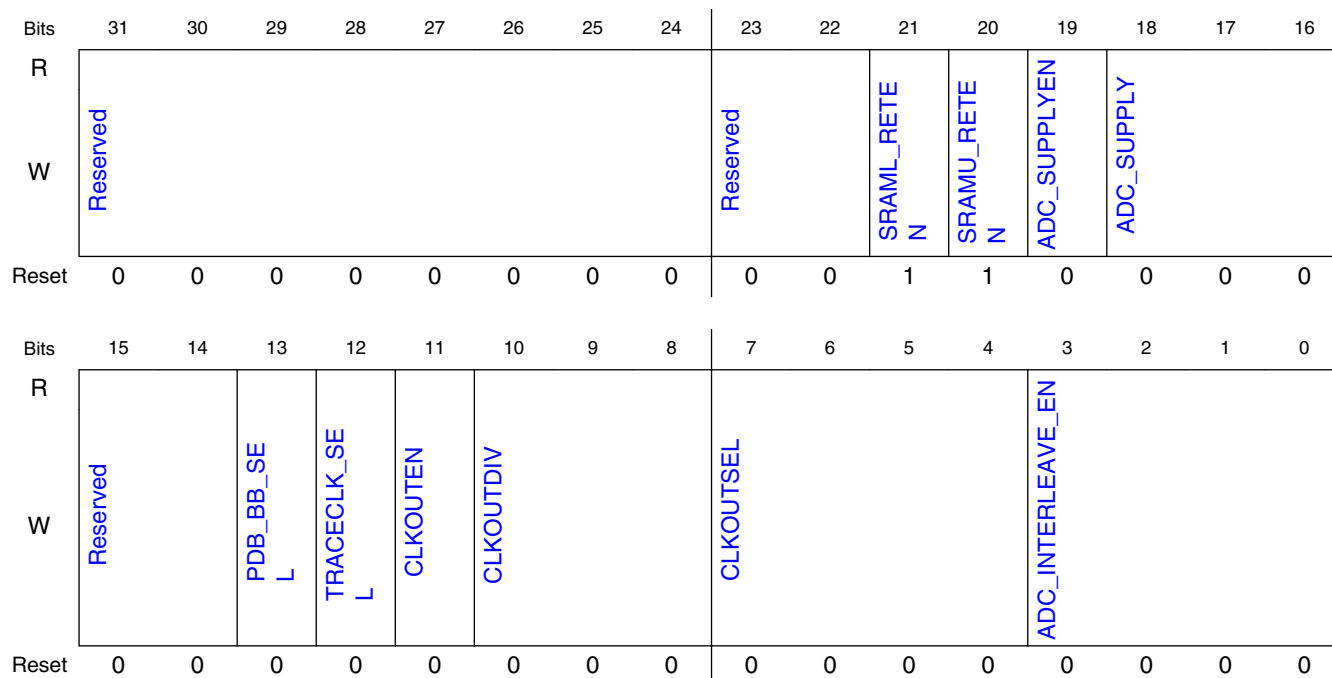 Bits 31 30 29 28 27 26 25 24 23 22 21 20 19 18 17 16
R
W
Reserved
Reserved
SRAML_RETE
N
SRAMU_RETE
N
ADC_SUPPLYEN
ADC_SUPPLY
Reset 0 0 0 0 0 0 0 0 0 0 1 1 0 0 0 0
Bits 15 14 13 12 11 10 9 8 7 6 5 4 3 2 1 0
R
W
Reserved
PDB_BB_SE
L
TRACECLK_SE
L
CLKOUTEN
CLKOUTDIV
CLKOUTSEL
ADC_INTERLEAVE_EN
Reset 0 0 0 0 0 0 0 0 0 0 0 0 0 0 0 0